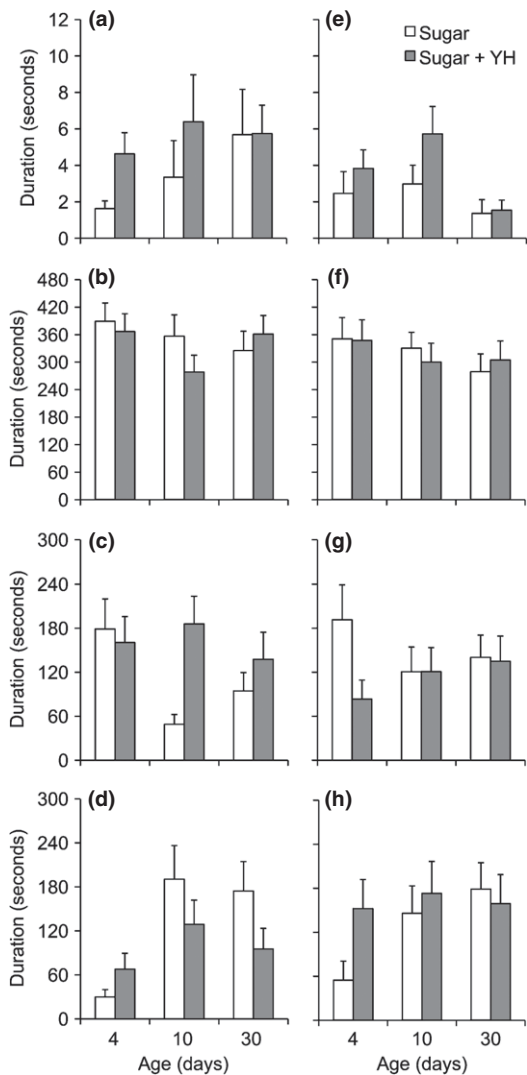 (a)
Duration (seconds)
12
10
8
6
4
2
0
(e)
Sugar
Sugar + YH
(b)
Duration (seconds)
480
420
360
300
240
180
120
60
0
(f)
(c)
Duration (seconds)
300
240
180
120
60
0
(g)
(d)
Duration (seconds)
300
240
180
120
60
0
4 10 30
Age (days)
(h)
4 10 30
Age (days)